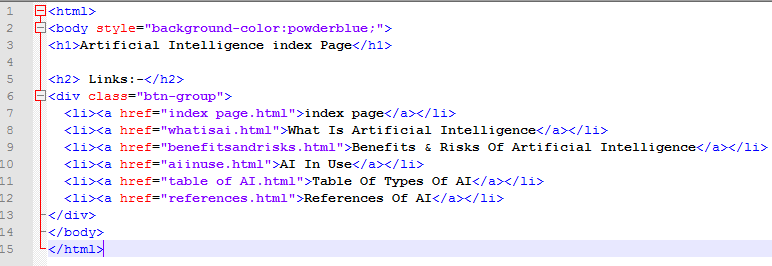 1 <html>
2 <body style="background-color:powderblue;">
3 <h1>Artificial Intelligence index Page</h1>
4
5 <h2> Links:-</h2>
6 <div class="btn-group">
7 <li><a href="index page.html">index page</a></li>
8 <li><a href="whatisai.html">What Is Artificial Intelligence</a></li>
9 <li><a href="benefitsandrisks.html">Benefits & Risks Of Artificial Intelligence</a></li>
10 <li><a href="aiinuse.html">AI In Use</a></li>
11 <li><a href="table of AI.html">Table Of Types Of AI</a></li>
12 <li><a href="references.html">References Of AI</a></li>
13 </div>
14 </body>
15 </html>